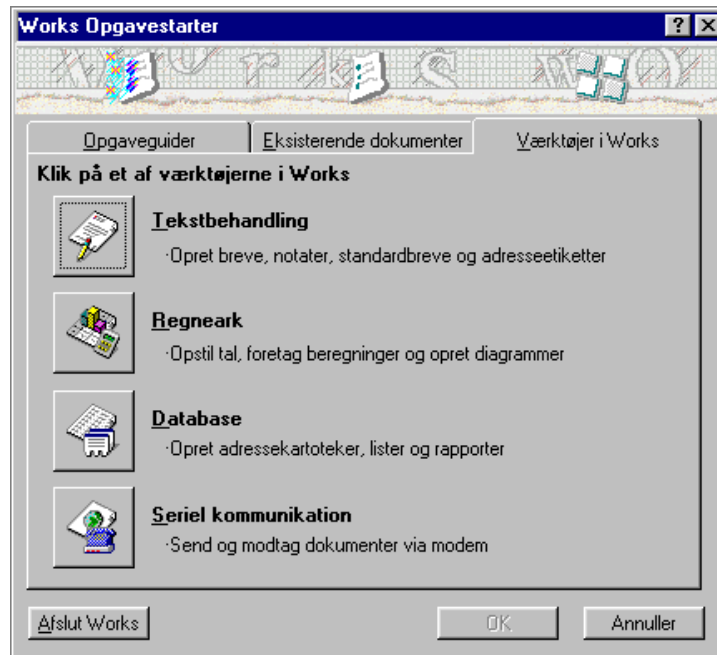 Works Opgavestarter
Opgaveguider
Eksisterende dokumenter
Værktøjer i Works
Klik på et af værktøjerne i Works
Tekstbehandling
·Opret breve, notater, standardbreve og adresseetiketter
Regneark
·Opstil tal, foretag beregninger og opret diagrammer
Database
·Opret adressekartoteker, lister og rapporter
Seriel kommunikation
·Send og modtag dokumenter via modem
Afslut Works
OK
Annuller